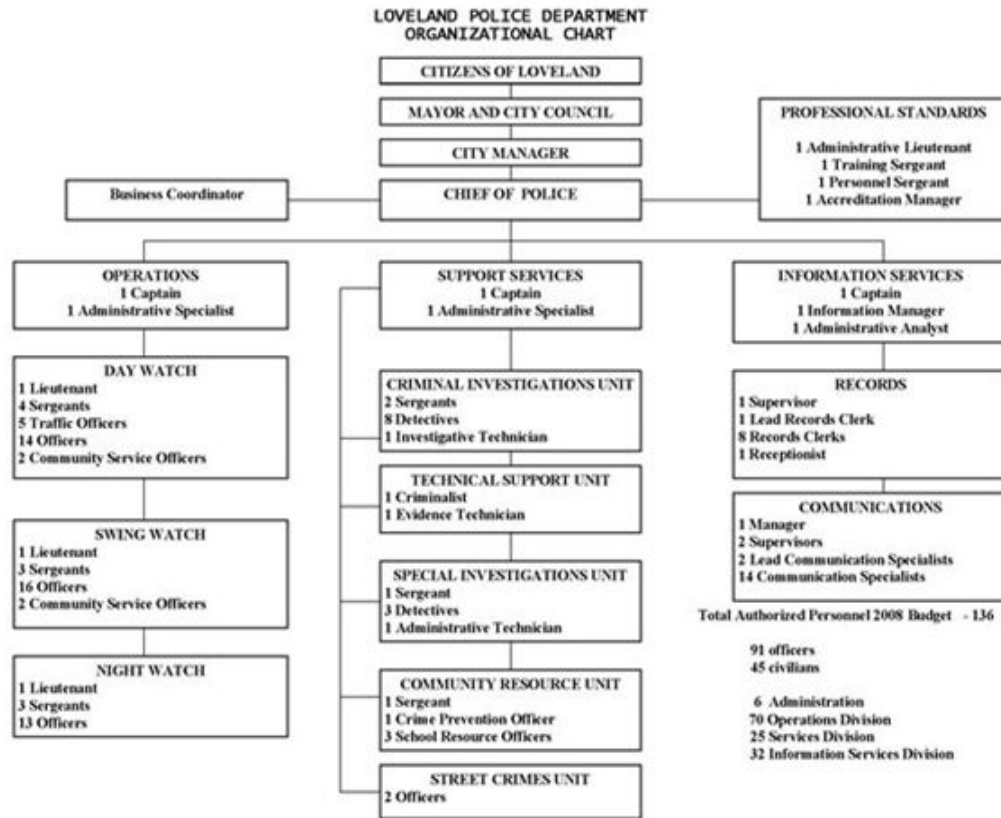 LOVELAND POLICE DEPARTMENT
ORGANIZATIONAL CHART
CITIZENS OF LOVELAND
MAYOR AND CITY COUNCIL
CITY MANAGER
CHIEF OF POLICE
Business Coordinator
PROFESSIONAL STANDARDS
1 Administrative Lieutenant
1 Training Sergeant
1 Personnel Sergeant
1 Accreditation Manager
OPERATIONS
1 Captain
1 Administrative Specialist
DAY WATCH
1 Lieutenant
4 Sergeants
5 Traffic Officers
14 Officers
2 Community Service Officers
SWING WATCH
1 Lieutenant
3 Sergeants
16 Officers
2 Community Service Officers
NIGHT WATCH
1 Lieutenant
3 Sergeants
13 Officers
SUPPORT SERVICES
1 Captain
1 Administrative Specialist
CRIMINAL INVESTIGATIONS UNIT
2 Sergeants
8 Detectives
1 Investigative Technician
TECHNICAL SUPPORT UNIT
1 Criminalist
1 Evidence Technician
SPECIAL INVESTIGATIONS UNIT
1 Sergeant
3 Detectives
1 Administrative Technician
COMMUNITY RESOURCE UNIT
1 Sergeant
1 Crime Prevention Officer
3 School Resource Officers
STREET CRIMES UNIT
2 Officers
INFORMATION SERVICES
1 Captain
1 Information Manager
1 Administrative Analyst
RECORDS
1 Supervisor
1 Lead Records Clerk
8 Records Clerks
1 Receptionist
COMMUNICATIONS
1 Manager
2 Supervisors
2 Lead Communication Specialists
14 Communication Specialists
Total Authorized Personnel 2008 Budget - 136
91 officers
45 civilians
6 Administration
70 Operations Division
25 Services Division
32 Information Services Division